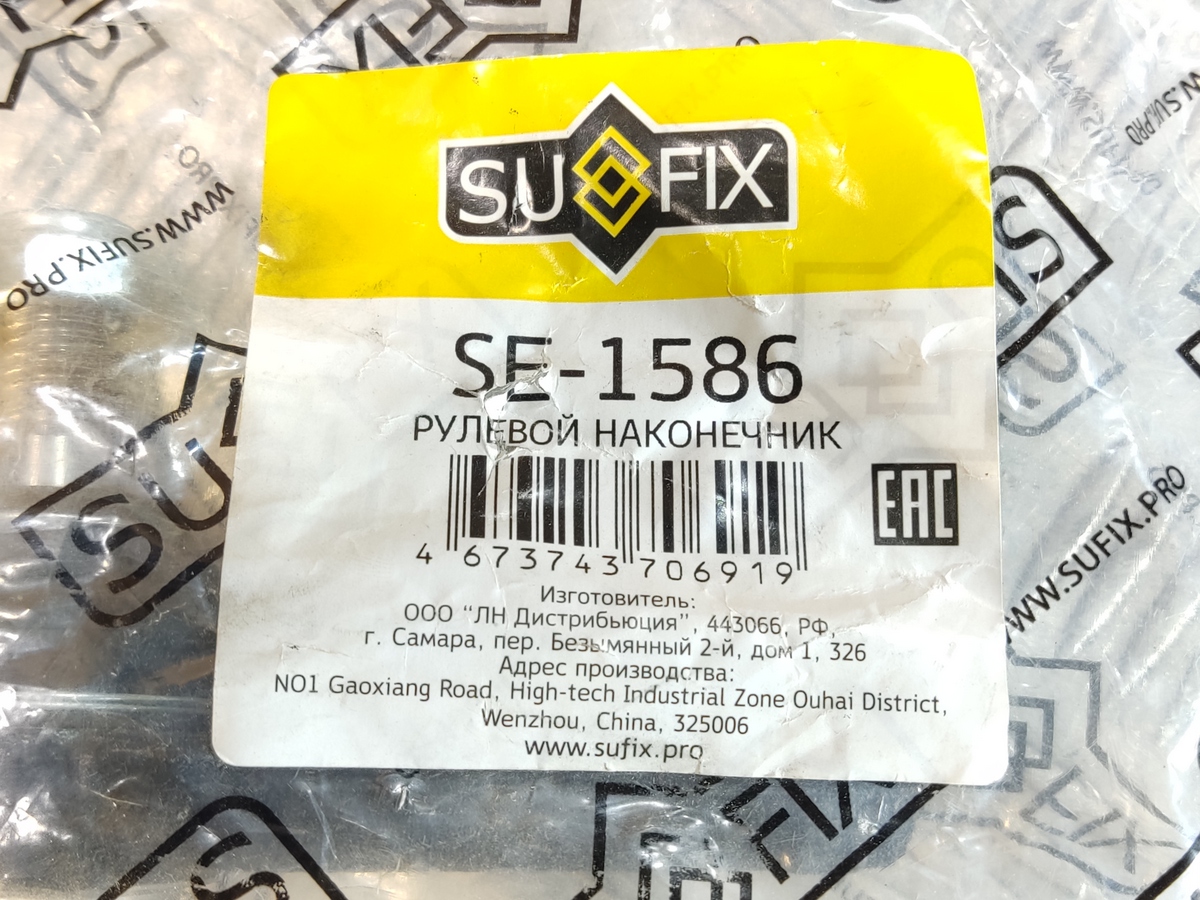 SUFIX
SE-1586
РУЛЕВОЙ НАКОНЕЧНИК
EAC
4 673743 706919
Изготовитель:
ООО "ЛН Дистрибьюция", 443066, РФ,
г. Самара, пер. Безымянный 2-й, дом 1, 326
Адрес производства:
NO1 Gaoxiang Road, High-tech Industrial Zone Ouhai District,
Wenzhou, China, 325006
www.sufix.pro
WWW.SUFIX.PRO
WWW.SUFIX.PRO